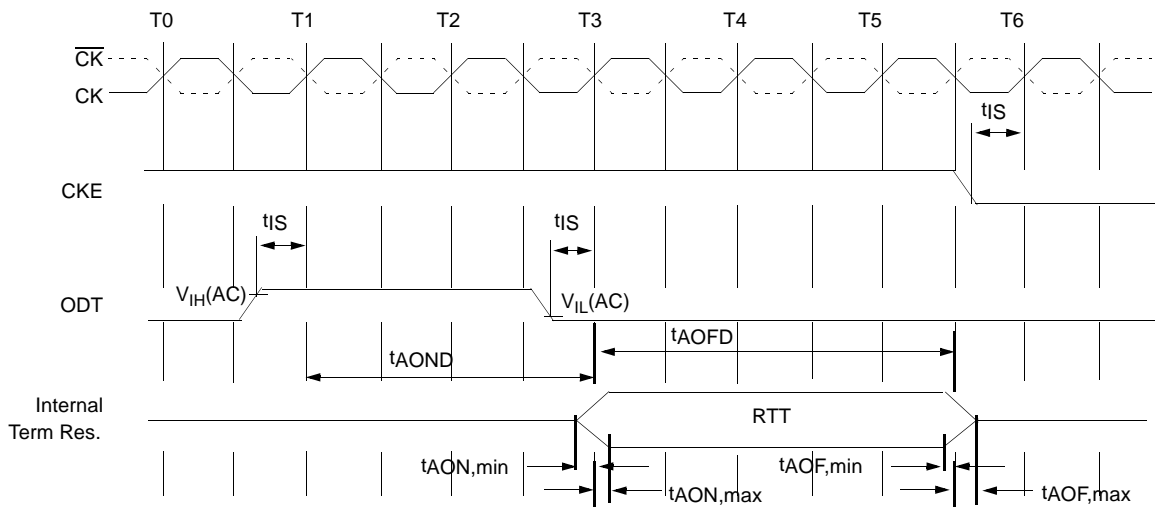 T0 T1 T2 T3 T4 T5 T6
CK
CK
tIS
CKE
tIS tIS
VIH(AC) VIL(AC)
ODT
tAOND tAOFD
Internal
Term Res.
RTT
tAON,min tAOF,min
tAON,max tAOF,max